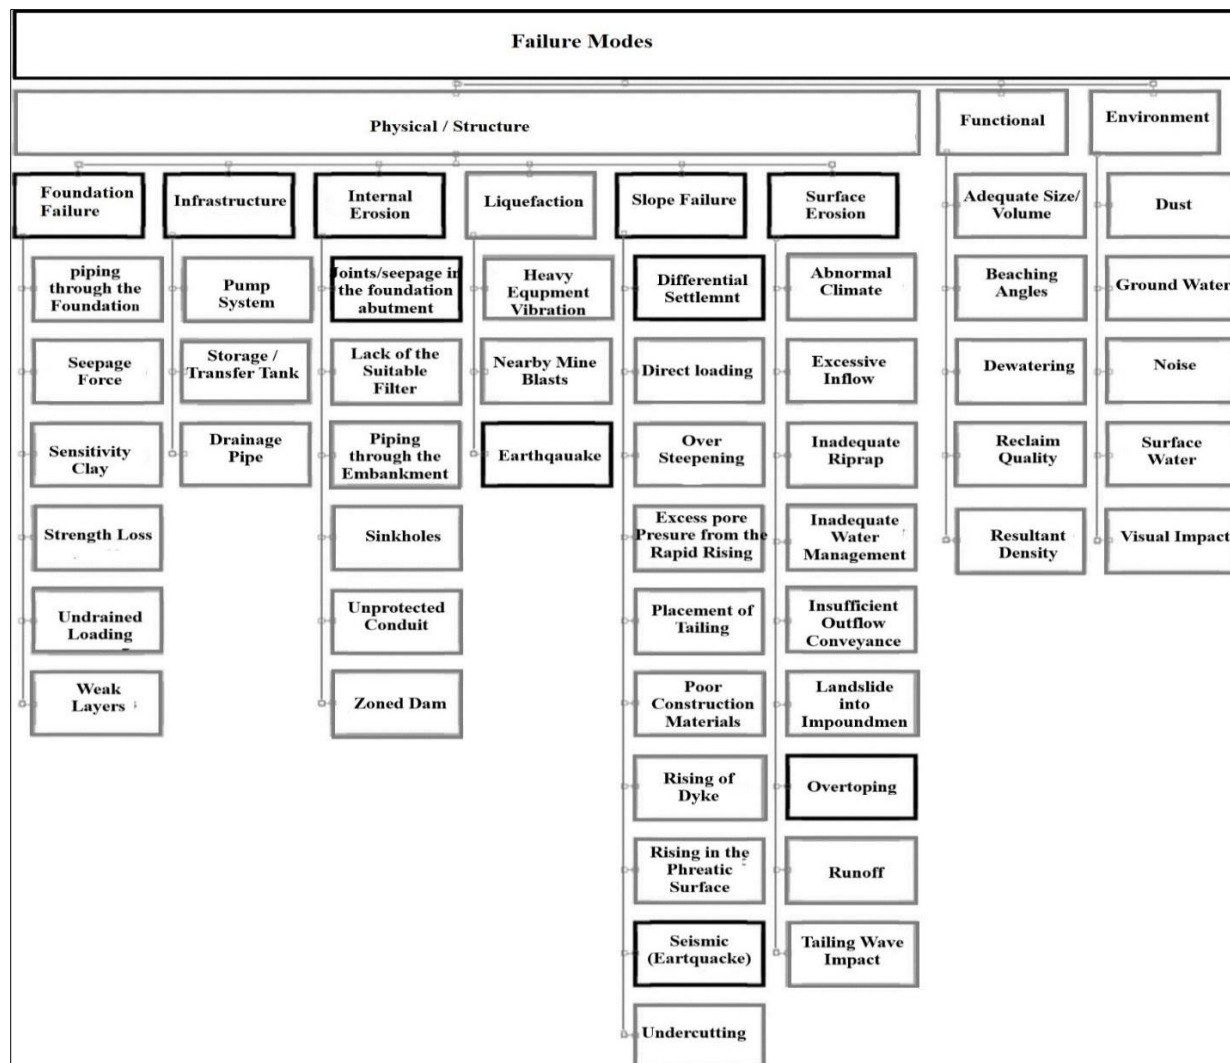 Failure Modes
Physical / Structure
Functional
Environment
Foundation
Failure
Infrastructure
Internal
Erosion
Liquefaction
Slope Failure
Surface
Erosion
Adequate Size/
Volume
Dust
piping
through the
Foundation
Pump
System
Joints/seepage in
the foundation
abutment
Heavy
Equpment
Vibration
Differential
Settlemnt
Abnormal
Climate
Beaching
Angles
Ground Water
Seepage
Force
Storage /
Transfer Tank
Lack of the
Suitable
Filter
Nearby Mine
Blasts
Direct loading
Excessive
Inflow
Dewatering
Noise
Sensitivity
Clay
Drainage
Pipe
Piping
through the
Embankment
Earthqauake
Over
Steepening
Inadequate
Riprap
Reclaim
Quality
Surface
Water
Strength Loss
Sinkholes
Excess pore
Presure from the
Rapid Rising
Inadequate
Water
Management
Resultant
Density
Visual Impact
Undrained
Loading
Unprotected
Conduit
Placement of
Tailing
Insufficient
Outflow
Conveyance
Weak
Layers
Zoned Dam
Poor
Construction
Materials
Landslide
into
Impoundmen
Rising of
Dyke
Overtoping
Rising in the
Phreatic
Surface
Runoff
Seismic
(Eartquacke)
Tailing Wave
Impact
Undercutting